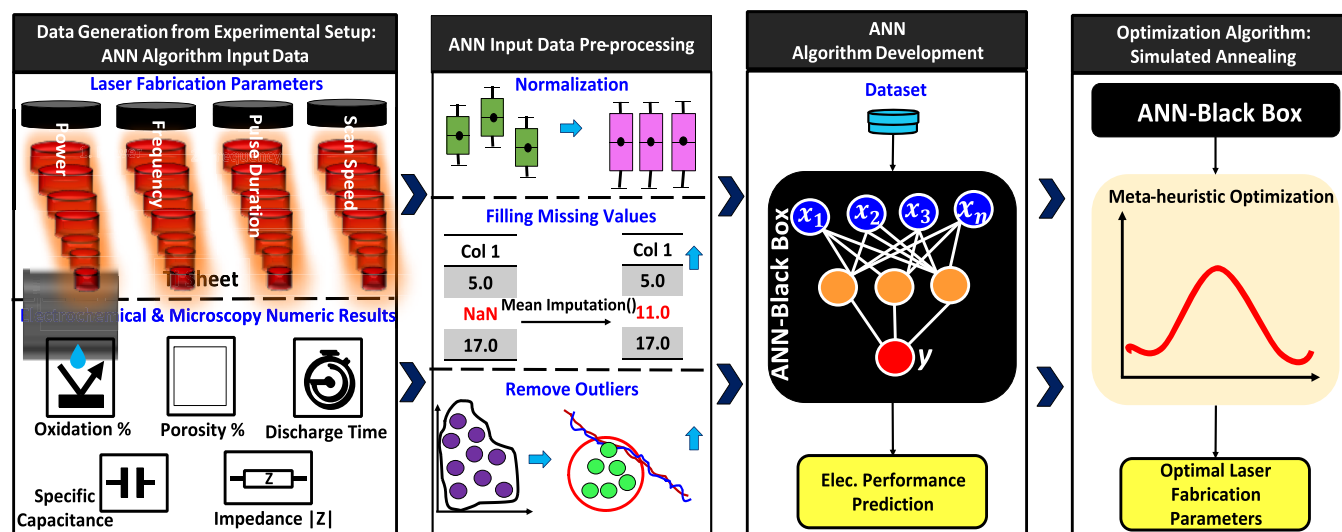 Data Generation from Experimental Setup:
ANN Algorithm Input Data
Laser Fabrication Parameters
Power
Frequency
Pulse Duration
Scan Speed
Ti Sheet
Electrochemical & Microscopy Numeric Results
Oxidation %
Porosity %
Discharge Time
Specific
Capacitance
Z
Impedance |Z|
ANN Input Data Pre-processing
Normalization
Filling Missing Values
Col 1
5.0
NaN
17.0
Mean Imputation()
Col 1
5.0
11.0
17.0
Remove Outliers
ANN
Algorithm Development
Dataset
ANN-Black Box
x₁ x₂ x₃ xₙ
y
Elec. Performance
Prediction
Optimization Algorithm:
Simulated Annealing
ANN-Black Box
Meta-heuristic Optimization
Optimal Laser
Fabrication
Parameters